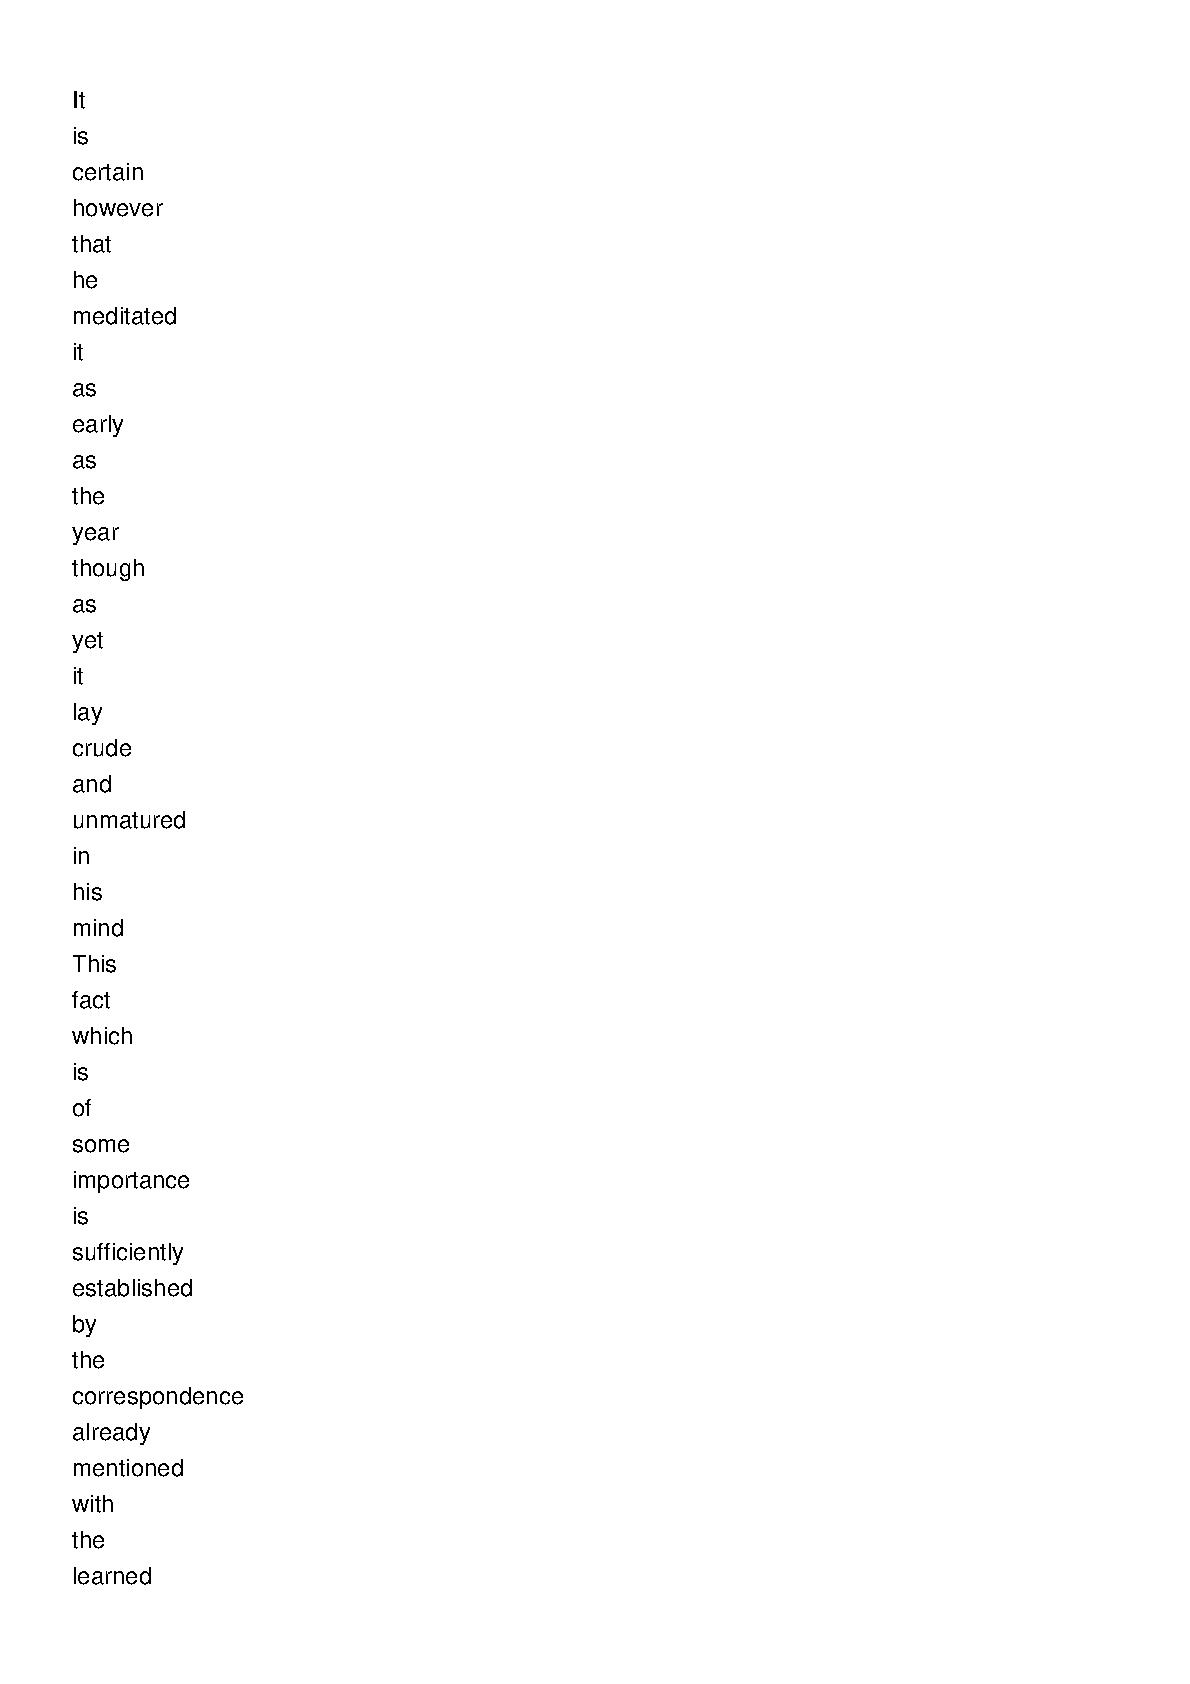 It
is
certain
however
that
he
meditated
it
as
early
as
the
year
though
as
yet
it
lay
crude
and
unmatured
in
his
mind
This
fact
which
is
of
some
importance
is
sufficiently
established
by
the
correspondence
already
mentioned
with
the
learned